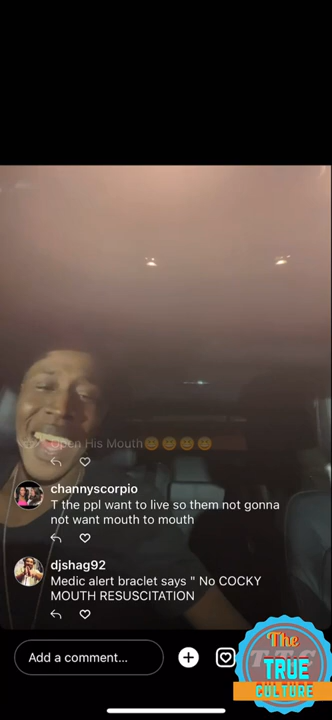 Open His Mouth😩😩😩😩
channyscorpio
T the ppl want to live so them not gonna
not want mouth to mouth
djshag92
Medic alert braclet says " No COCKY
MOUTH RESUSCITATION
Add a comment...
The
T.T.C
TRUE
CULTURE